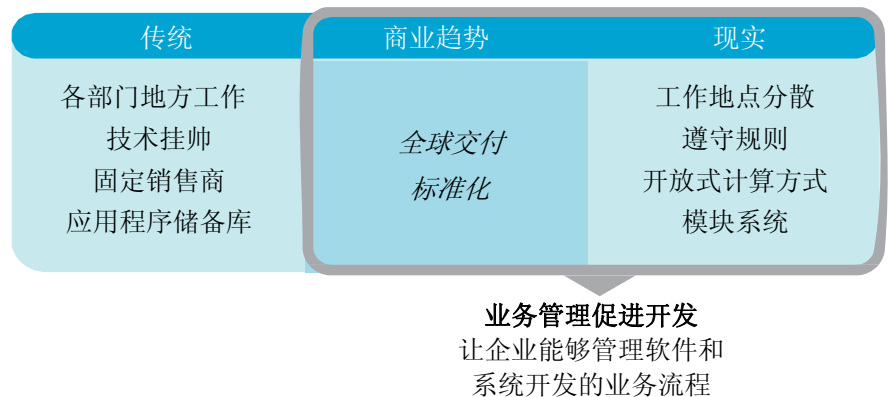 传统
商业趋势
现实
各部门地方工作
技术挂帅
固定销售商
应用程序储备库
全球交付
标准化
工作地点分散
遵守规则
开放式计算方式
模块系统
业务管理促进开发
让企业能够管理软件和
系统开发的业务流程